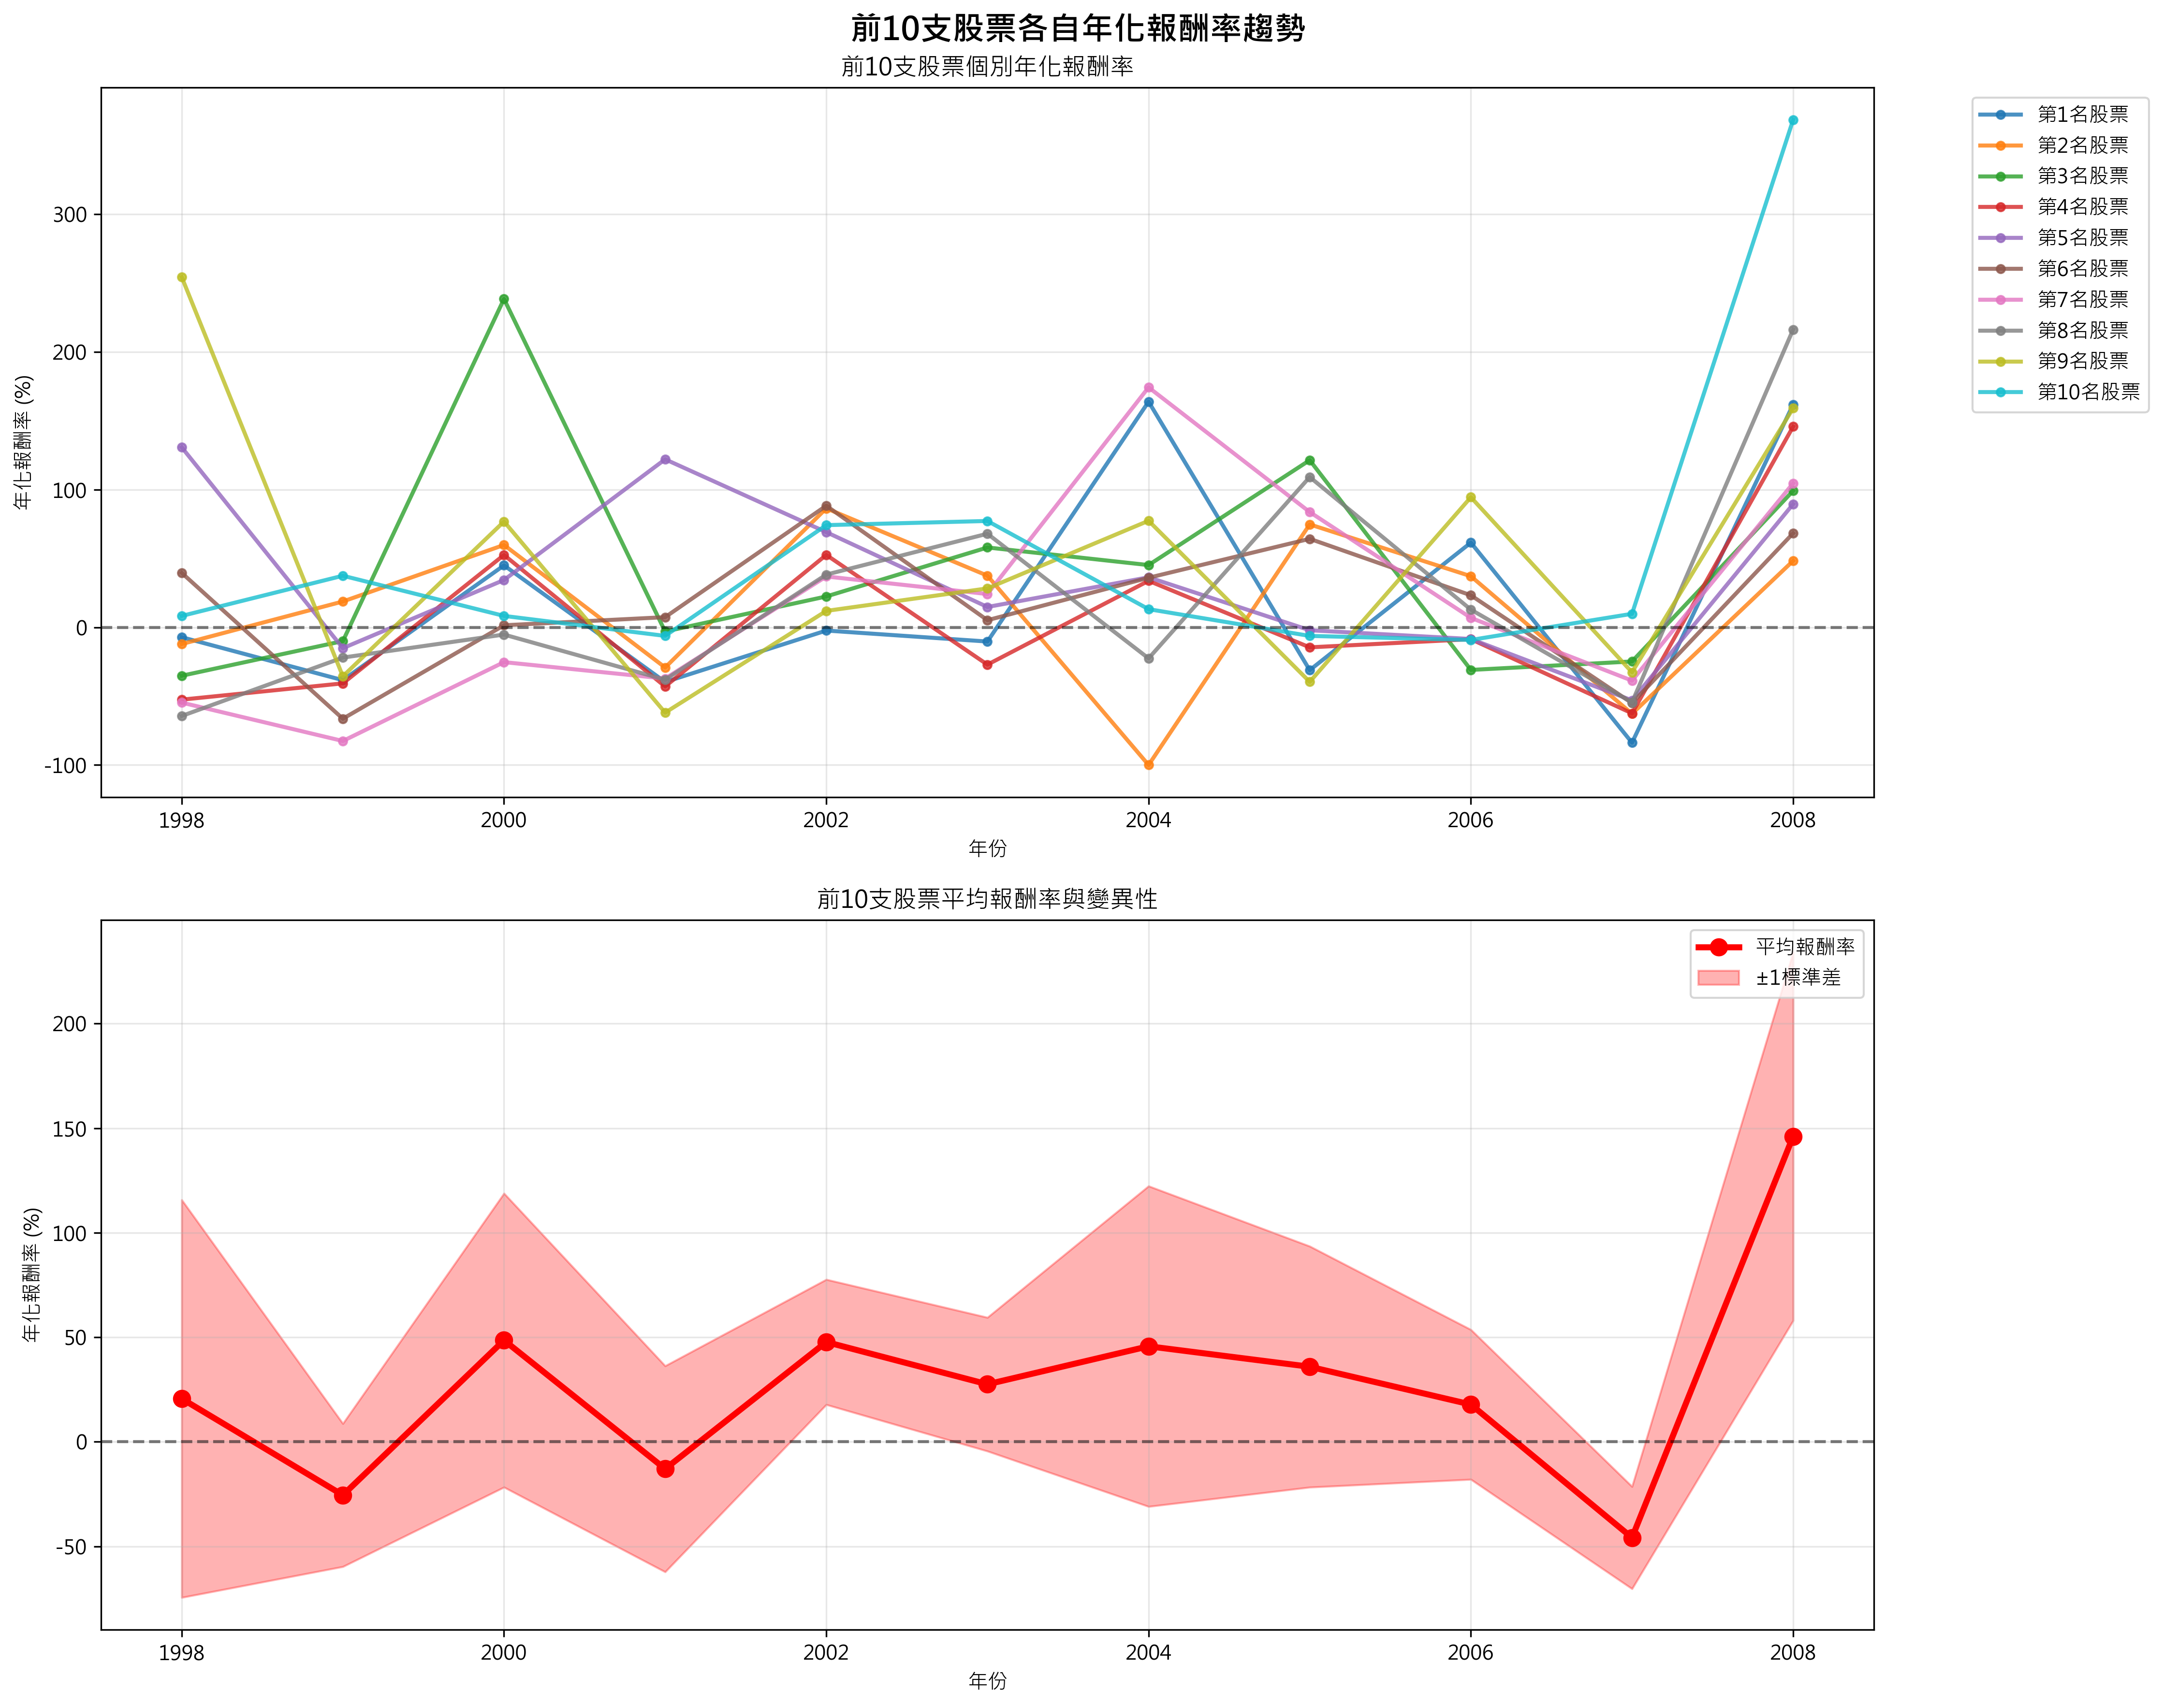 前10支股票各自年化報酬率趨勢
前10支股票個別年化報酬率
年化報酬率 (%)
300
200
100
0
-100
1998
2000
2002
2004
2006
2008
年份
第1名股票
第2名股票
第3名股票
第4名股票
第5名股票
第6名股票
第7名股票
第8名股票
第9名股票
第10名股票
前10支股票平均報酬率與變異性
年化報酬率 (%)
200
150
100
50
0
-50
1998
2000
2002
2004
2006
2008
年份
平均報酬率
±1標準差